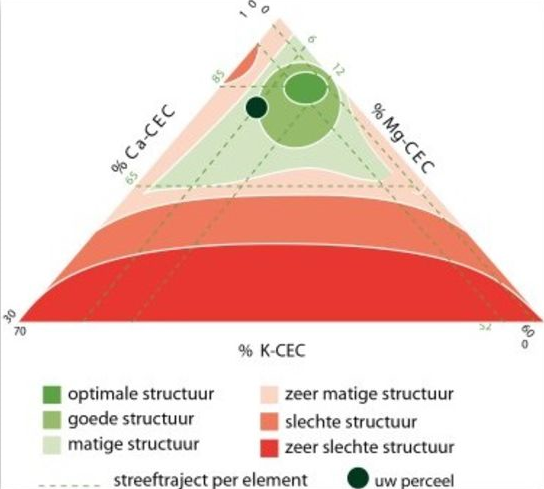 100
6
12
85
% Ca-CEC
% Mg-CEC
65
30
70
52
60
0
% K-CEC
optimale structuur
zeer matige structuur
goede structuur
slechte structuur
matige structuur
zeer slechte structuur
streeftraject per element
uw perceel